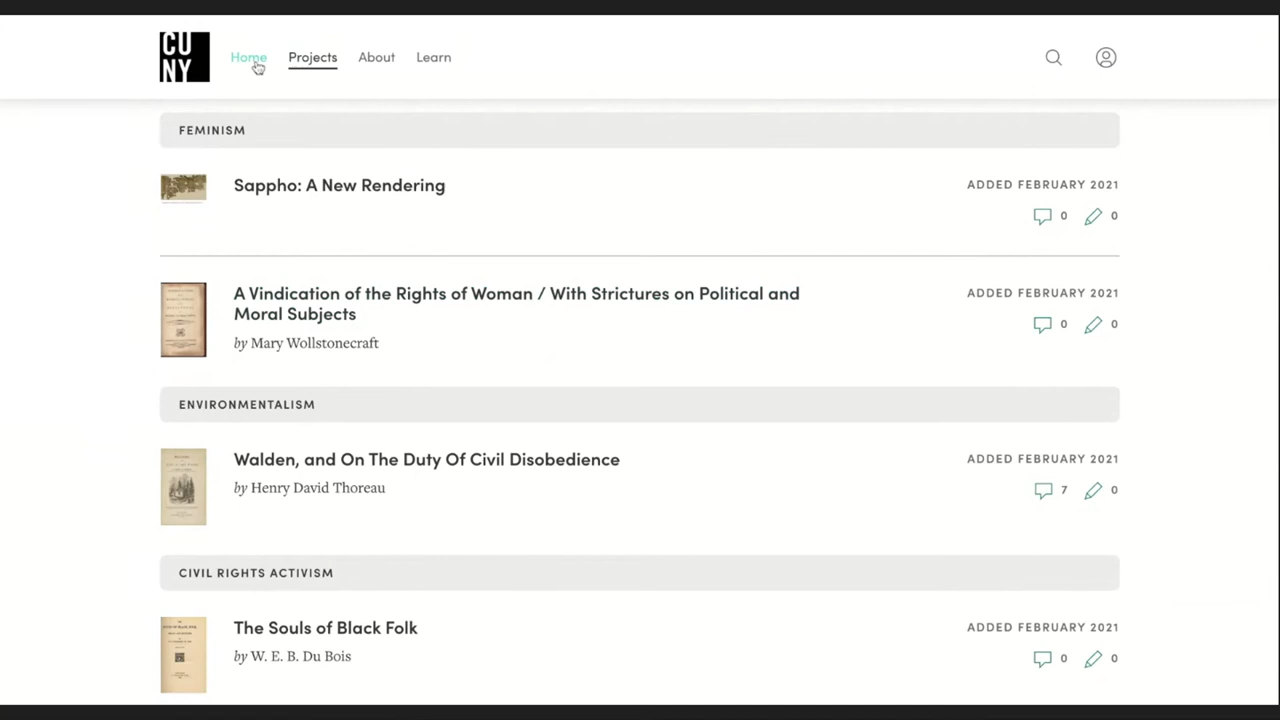 CU
NY
Home Projects About Learn
FEMINISM
Sappho: A New Rendering
ADDED FEBRUARY 2021
0 0
A Vindication of the Rights of Woman / With Strictures on Political and
Moral Subjects
by Mary Wollstonecraft
ADDED FEBRUARY 2021
0 0
ENVIRONMENTALISM
Walden, and On The Duty Of Civil Disobedience
by Henry David Thoreau
ADDED FEBRUARY 2021
7 0
CIVIL RIGHTS ACTIVISM
The Souls of Black Folk
by W. E. B. Du Bois
ADDED FEBRUARY 2021
0 0